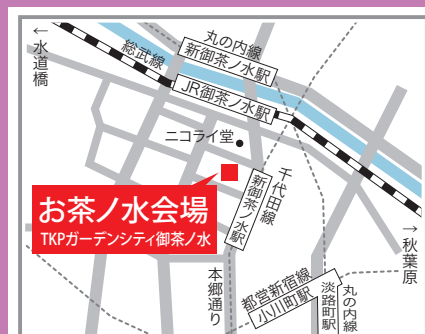 ←水道橋
総武線
丸の内線
新御茶ノ水駅
JR御茶ノ水駅
ニコライ堂
お茶ノ水会場
TKPガーデンシティ御茶ノ水
新御茶ノ水駅
千代田線
→秋葉原
本郷通り
都営新宿線
小川町駅
淡路町駅
丸の内線